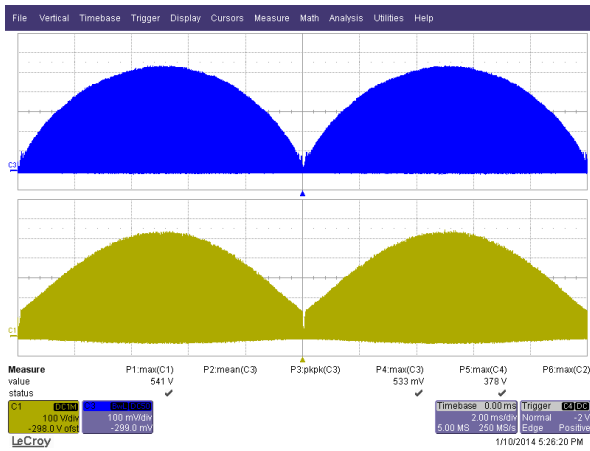 File Vertical Timebase Trigger Display Cursors Measure Math Analysis Utilities Help
C3
C1
Measure P1:max(C1) P2:mean(C3) P3:pkpk(C3) P4:max(C3) P5:max(C4) P6:max(C2)
value 541 V 533 mV 378 V
status
C1 DC1M
100 V/div
-298.0 V ofst
C3
100 mV/div
-299.0 mV
Timebase 0.00 ms
2.00 ms/div
5.00 MS 250 MS/s
Trigger C4 DC
Normal -2 V
Edge Positive
LeCroy
1/10/2014 5:26:20 PM